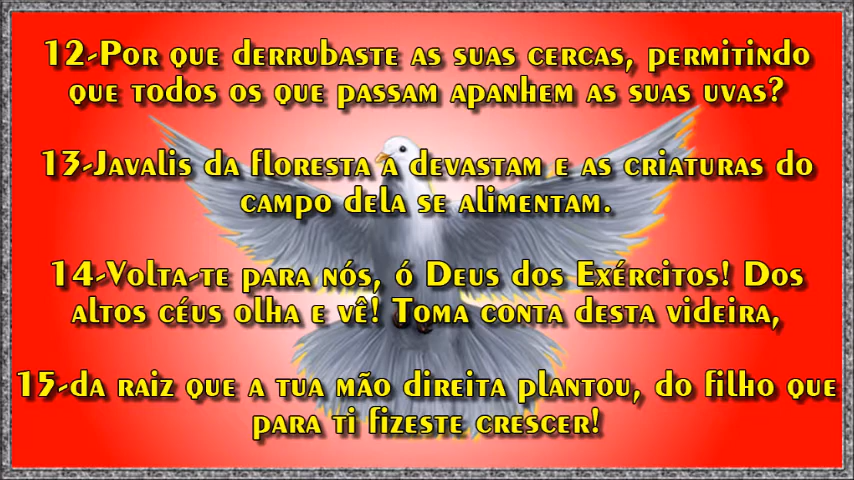 12-Por que derrubaste as suas cercas, permitindo
que todos os que passam apanhem as suas uvas?
13-Javalis da floresta a devastam e as criaturas do
campo dela se alimentam.
14-Volta-te para nós, ó Deus dos Exércitos! Dos
altos céus olha e vê! Toma conta desta videira,
15-da raiz que a tua mão direita plantou, do filho que
para ti fizeste crescer!